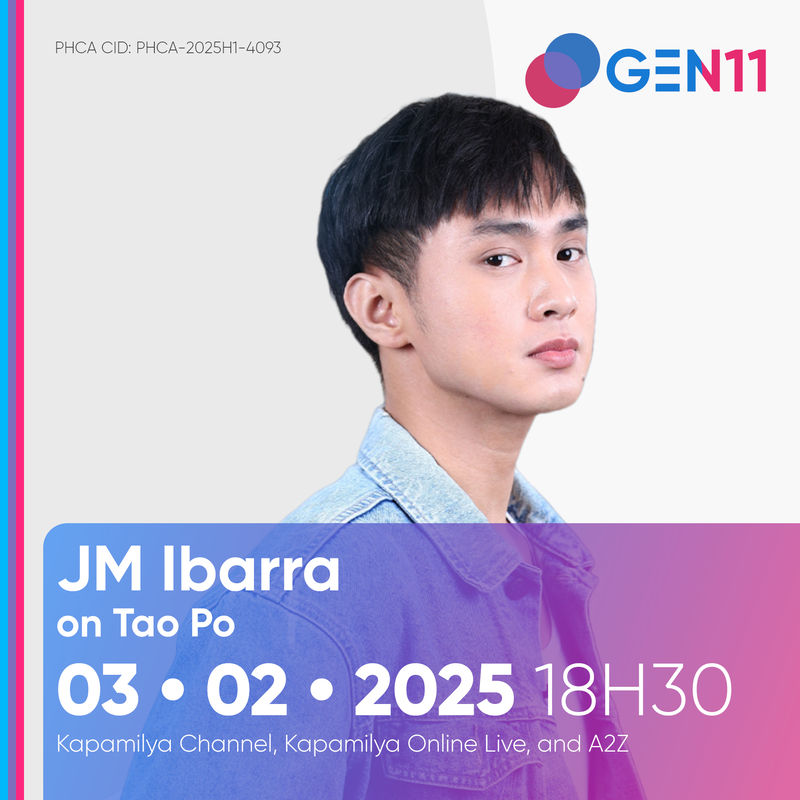 PHCA CID: PHCA-2025H1-4093
GEN11
JM Ibarra
on Tao Po
03 • 02 • 2025 18H30
Kapamilya Channel, Kapamilya Online Live, and A2Z